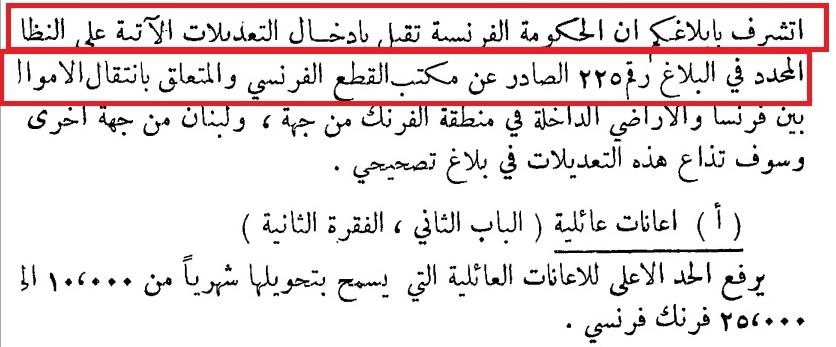 اتشرف بإبلاغكم ان الحكومة الفرنسية تقبل بادخال التعديلات الآتية على النظا
المحدد في البلاغ رقم ٢٢٥ الصادر عن مكتب القطع الفرنسي والمتعلق بانتقال الاموا
بين فرنسا والاراضي الداخلة في منطقة الفرنك من جهة ، ولبنان من جهة اخرى
وسوف تذاع هذه التعديلات في بلاغ تصحيحي .
( أ ) اعانات عائلية ( الباب الثاني ، الفقرة الثانية )
يرفع الحد الاعلى للاعانات العائلية التي يسمح بتحويلها شهرياً من ١٠،٠٠٠ الى
٢٥،٠٠٠ فرنك فرنسي .